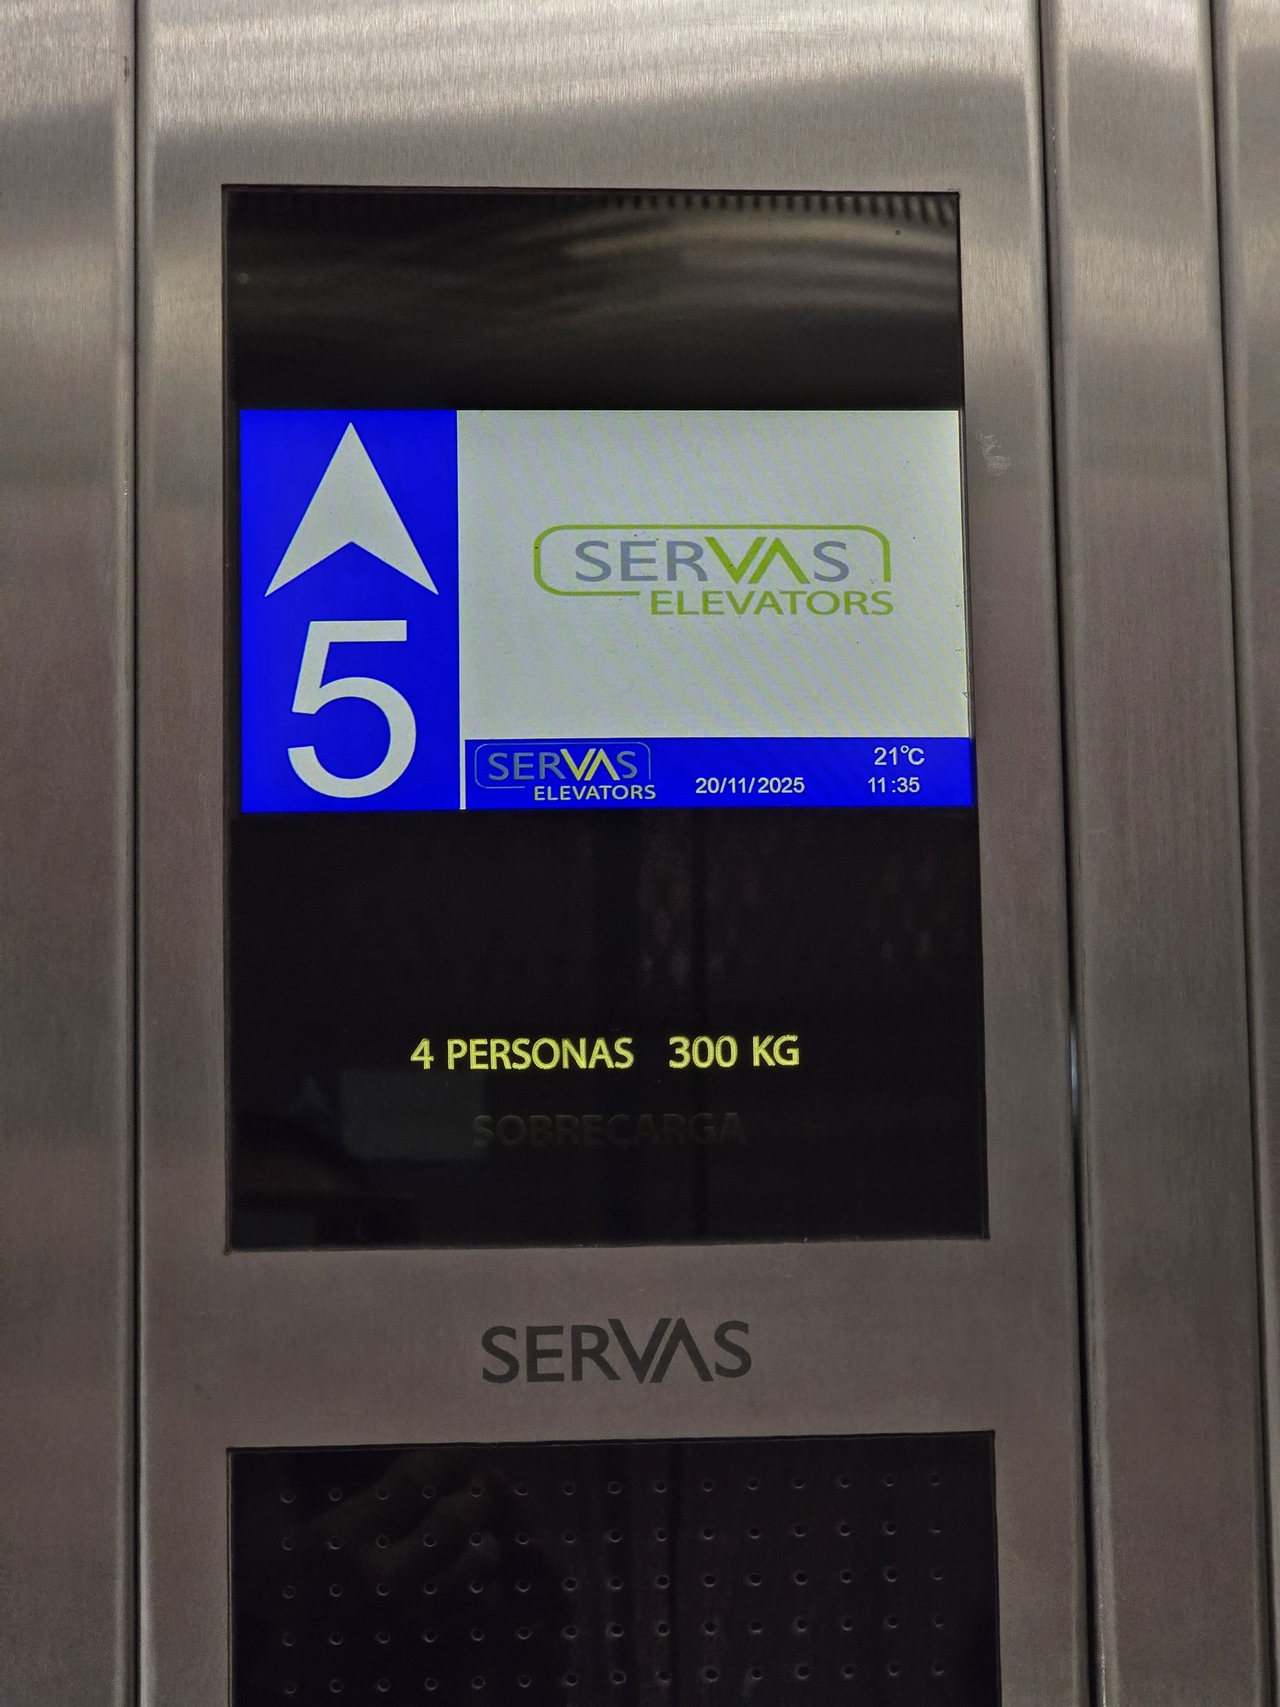 5
SERVAS
ELEVATORS
SERVAS
ELEVATORS
20/11/2025
21°C
11:35
4 PERSONAS 300 KG
SOBRECARGA
SERVAS